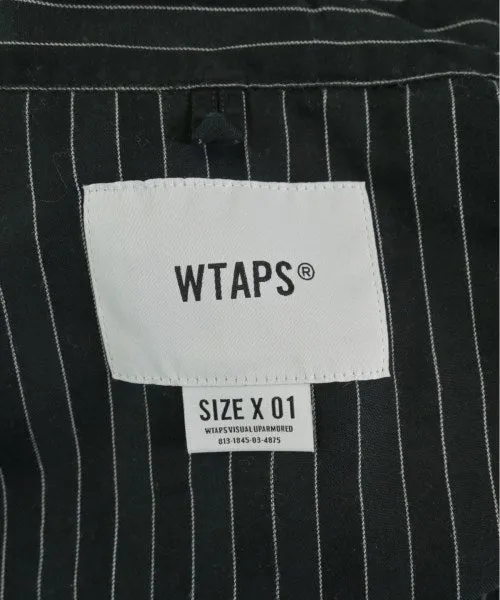 WTAPS®
SIZE X 01
WTAPSVISUALUPARMORED
813-1845-03-4875